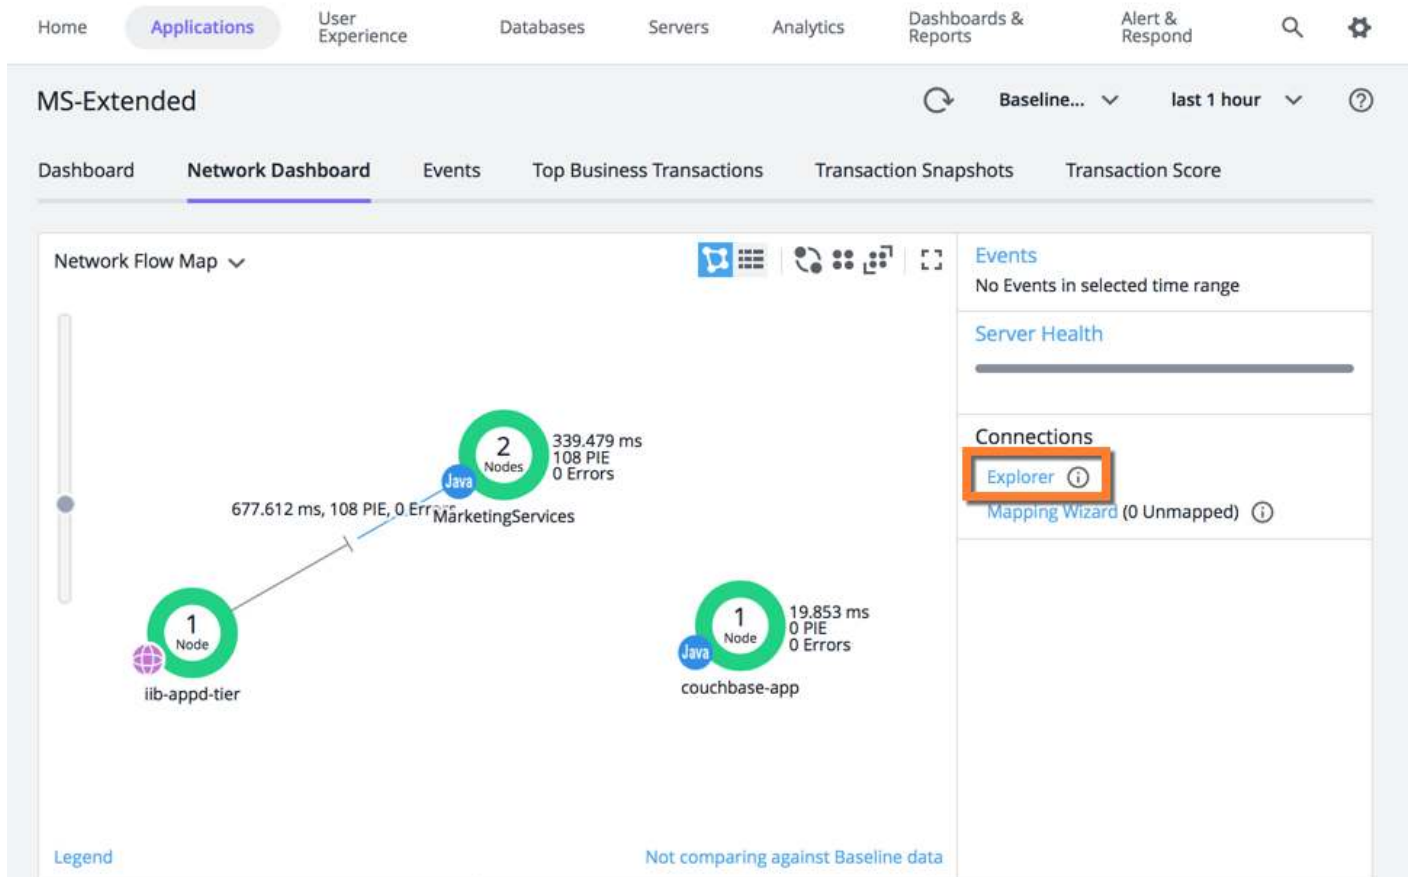 Home
Applications
User
Experience
Databases
Servers
Analytics
Dashboards &
Reports
Alert &
Respond
MS-Extended
Baseline...
last 1 hour
Dashboard
Network Dashboard
Events
Top Business Transactions
Transaction Snapshots
Transaction Score
Network Flow Map
Events
No Events in selected time range
Server Health
Connections
Explorer
Mapping Wizard (0 Unmapped)
2
Nodes
Java
339.479 ms
108 PIE
0 Errors
MarketingServices
677.612 ms, 108 PIE, 0 Errors
1
Node
iib-appd-tier
1
Node
Java
19.853 ms
0 PIE
0 Errors
couchbase-app
Legend
Not comparing against Baseline data